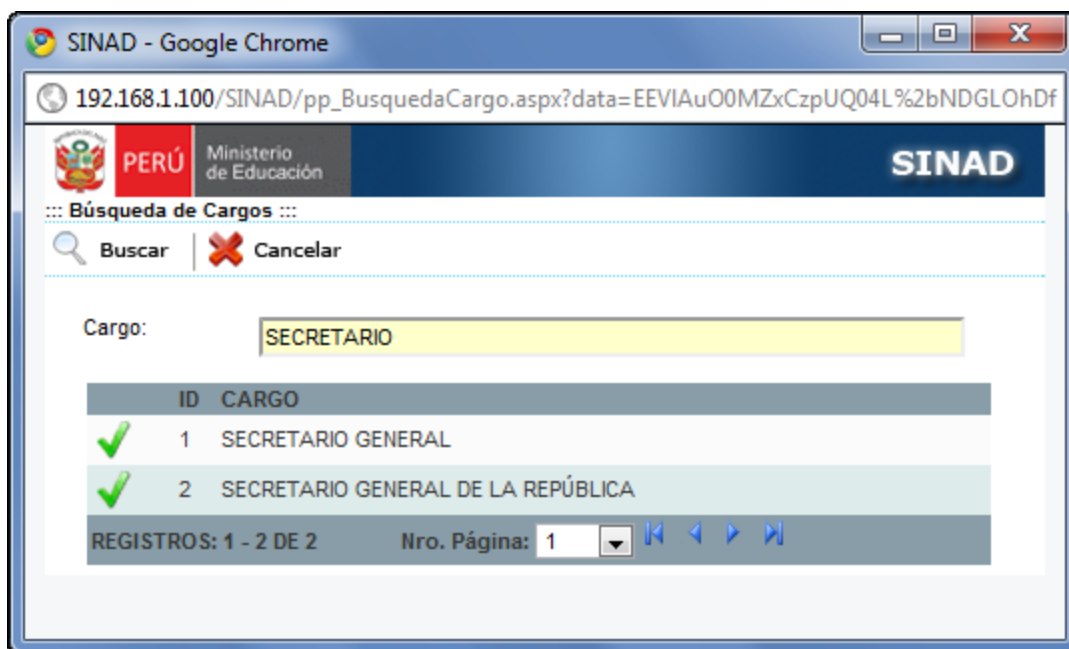 SINAD - Google Chrome
192.168.1.100/SINAD/pp_BusquedaCargo.aspx?data=EEVIAuO0MZxCzpUQ04L%2bNDGLOhDf
PERÚ Ministerio de Educación SINAD
::: Búsqueda de Cargos :::
Buscar Cancelar
Cargo: SECRETARIO
ID CARGO
1 SECRETARIO GENERAL
2 SECRETARIO GENERAL DE LA REPÚBLICA
REGISTROS: 1 - 2 DE 2 Nro. Página: 1